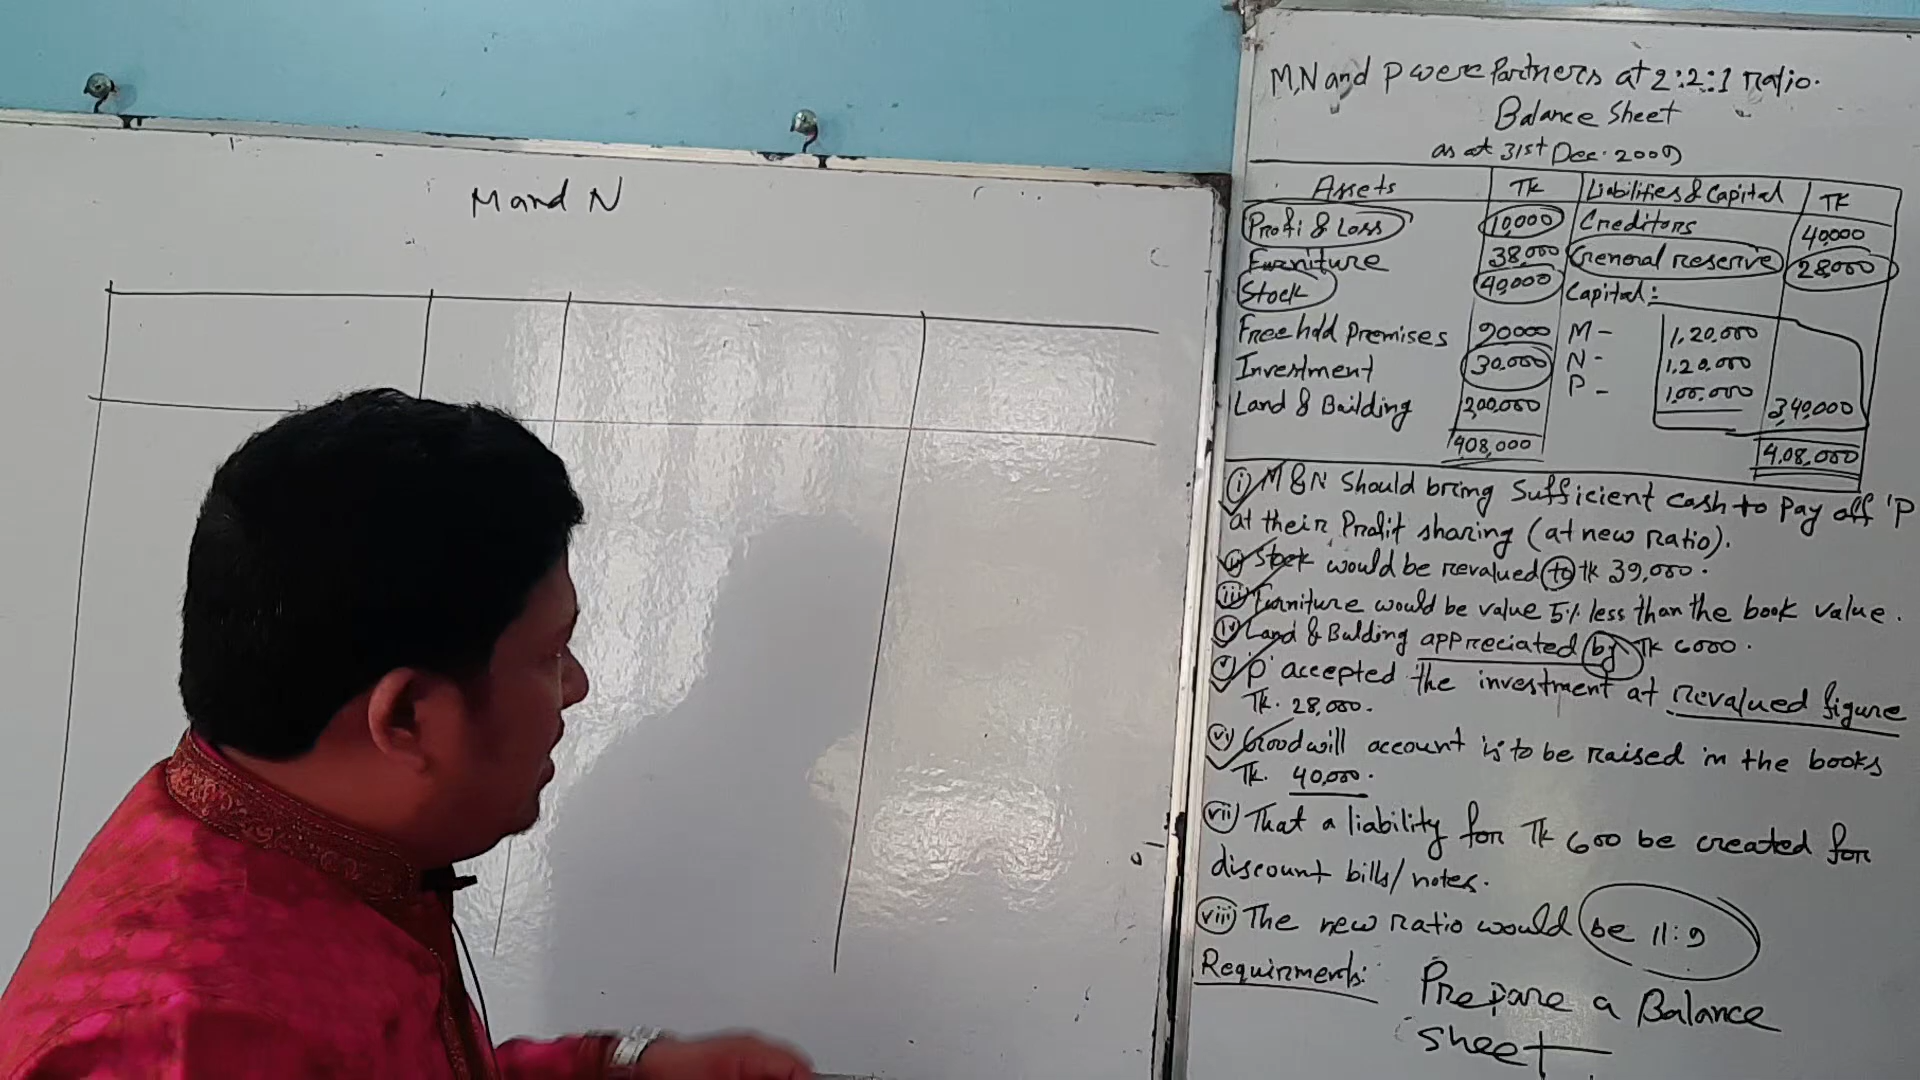 M and N
M,N and P were Partners at 2:2:1 ratio.
Balance Sheet
as at 31st Dec. 2009
Assets TK Liabilities & Capital TK
Profi & Loss 10,000 Creditors 40,000
Furniture 38,000 General reserve 28,000
Stock 40,000 Capital:
Free hold Premises 90000 M - 1,20,000
Investment 30,000 N - 1,20,000
Land & Building 200,000 P - 1,00,000 3,40,000
408,000 4,08,000
(i) M & N Should bring Sufficient cash to pay off 'P
at their Profit sharing (at new ratio).
(ii) Stock would be revalued to tk 39,000.
(iii) Furniture would be value 5% less than the book value.
(iv) Land & Bulding appreciated by TK 6000.
(v) 'P' accepted the investment at revalued figure
TK. 28,000.
(vi) Goodwill account is to be raised in the books
TK. 40,000.
(vii) That a liability for TK 600 be created for
discount bills/notes.
(viii) The new ratio would be 11:9
Requirments: Prepare a Balance
Sheet